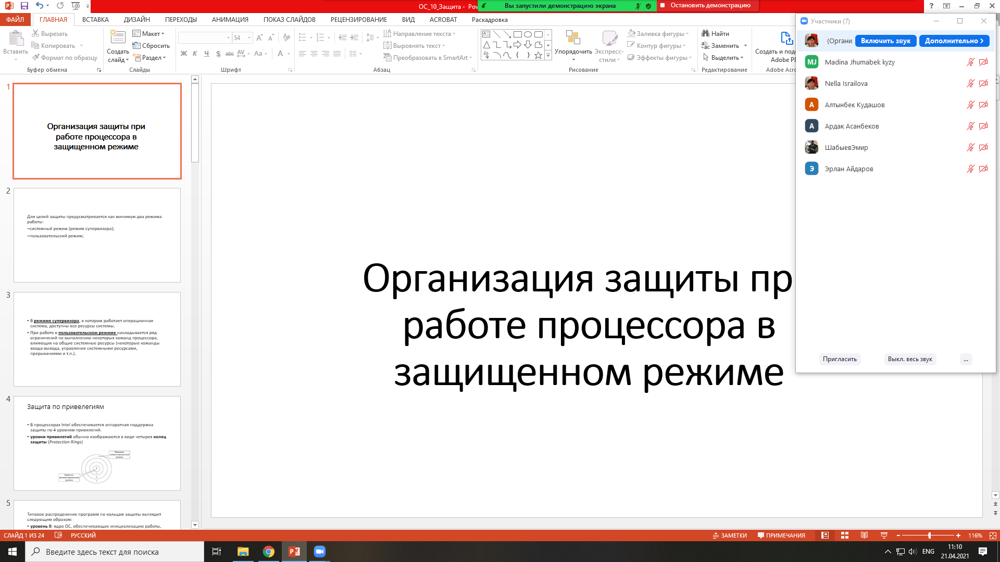 ОС_10_Защита - Pow
Вы запустили демонстрацию экрана
Остановить демонстрацию
ФАЙЛ ГЛАВНАЯ ВСТАВКА ДИЗАЙН ПЕРЕХОДЫ АНИМАЦИЯ ПОКАЗ СЛАЙДОВ РЕЦЕНЗИРОВАНИЕ ВИД ACROBAT Раскадровка
Вставить
Вырезать
Копировать
Формат по образцу
Буфер обмена
Создать слайд
Макет
Сбросить
Раздел
Слайды
54
Ж К Ч S abc AV Aa A
Шрифт
Направление текста
Выровнять текст
Преобразовать в SmartArt
Абзац
Упорядочить
Экспресс-стили
Заливка фигуры
Контур фигуры
Эффекты фигуры
Рисование
Найти
Заменить
Выделить
Редактирование
Создать и под
Adobe PD
Adobe Acro
1
Организация защиты при
работе процессора в
защищенном режиме
2
Для целей защиты предусматривается как минимум два режима
работы:
–системный режим (режим супервизора);
–пользовательский режим;
3
• В режиме супервизора, в котором работает операционная
система, доступны все ресурсы системы.
• При работе в пользовательском режиме накладывается ряд
ограничений по выполнению некоторых команд процессора,
влияющих на общие системные ресурсы (некоторые команды
ввода-вывода, управление системными ресурсами,
прерываниями и т.п.).
4
Защита по привелегиям
• В процессорах Intel обеспечивается аппаратная поддержка
защиты по 4 уровням привилегий.
• уровни привилегий обычно изображаются в виде четырех колец
защиты (Protection Rings)
5
Типовое распределение программ по кольцам защиты выглядит
следующим образом:
• уровень 0: ядро ОС, обеспечивающее инициализацию работы,
Организация защиты пр
работе процессора в
защищенном режиме
Участники (7)
(Органи: Включить звук Дополнительно
MJ Madina Jhumabek kyzy
Nella Israilova
А Алтынбек Кудашов
А Ардак Асанбеков
ШабыевЭмир
Э Эрлан Айдаров
Пригласить Выкл. весь звук ...
СЛАЙД 1 ИЗ 24 РУССКИЙ
ЗАМЕТКИ ПРИМЕЧАНИЯ 116%
Введите здесь текст для поиска
ENG
11:10
21.04.2021